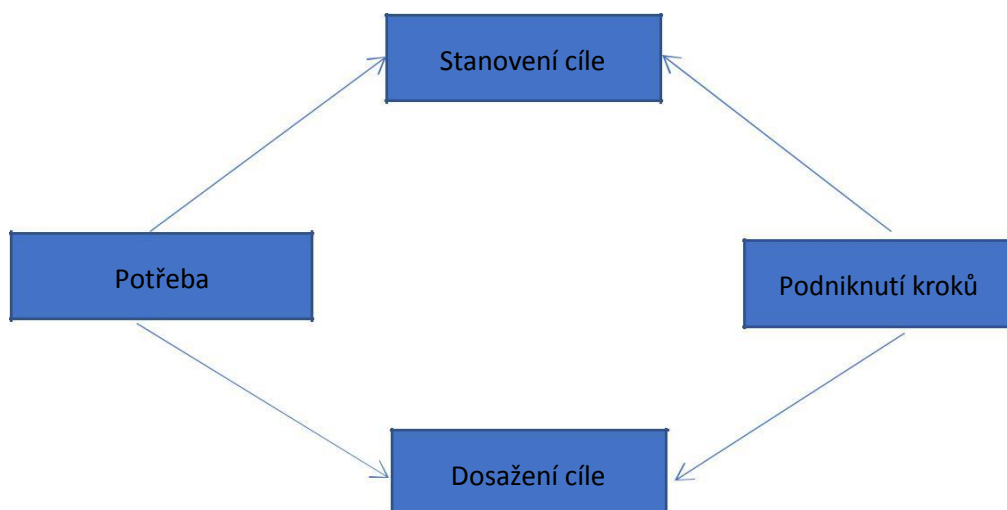 Stanovení cíle
Potřeba
Podniknutí kroků
Dosažení cíle